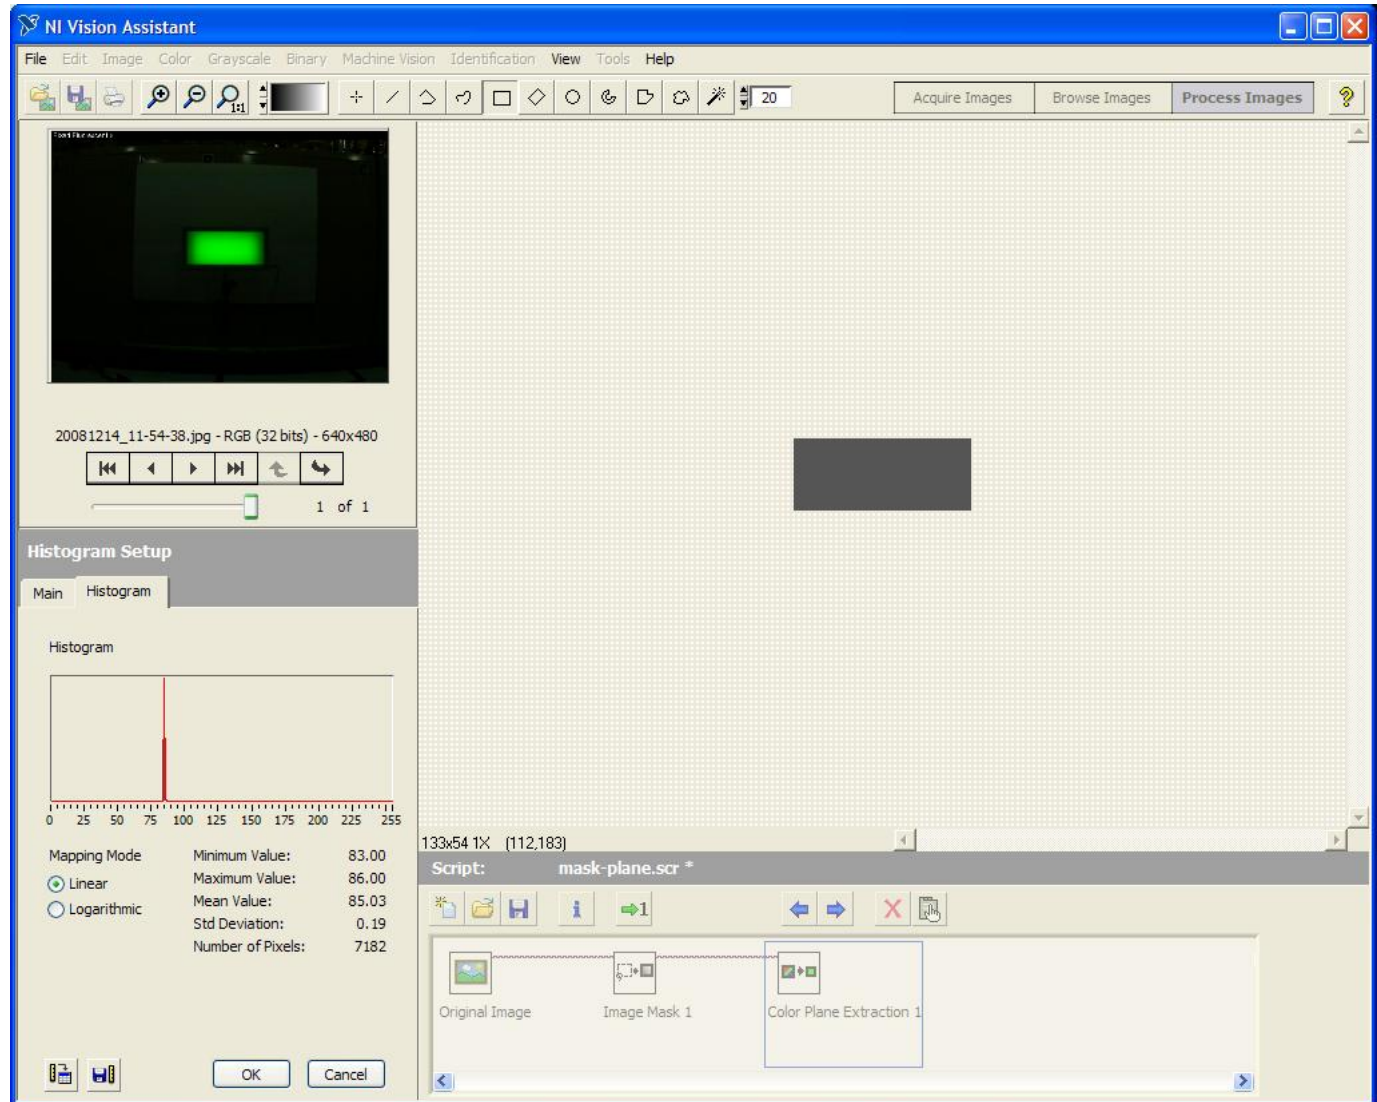 NI Vision Assistant
File Edit Image Color Grayscale Binary Machine Vision Identification View Tools Help
1:1 20 Acquire Images Browse Images Process Images
20081214_11-54-38.jpg - RGB (32 bits) - 640x480
1 of 1
Histogram Setup
Main Histogram
Histogram
0 25 50 75 100 125 150 175 200 225 255
133x54 1X (112,183)
Mapping Mode
Linear
Logarithmic
Minimum Value: 83.00
Maximum Value: 86.00
Mean Value: 85.03
Std Deviation: 0.19
Number of Pixels: 7182
OK Cancel
Script: mask-plane.scr *
1
Original Image Image Mask 1 Color Plane Extraction 1